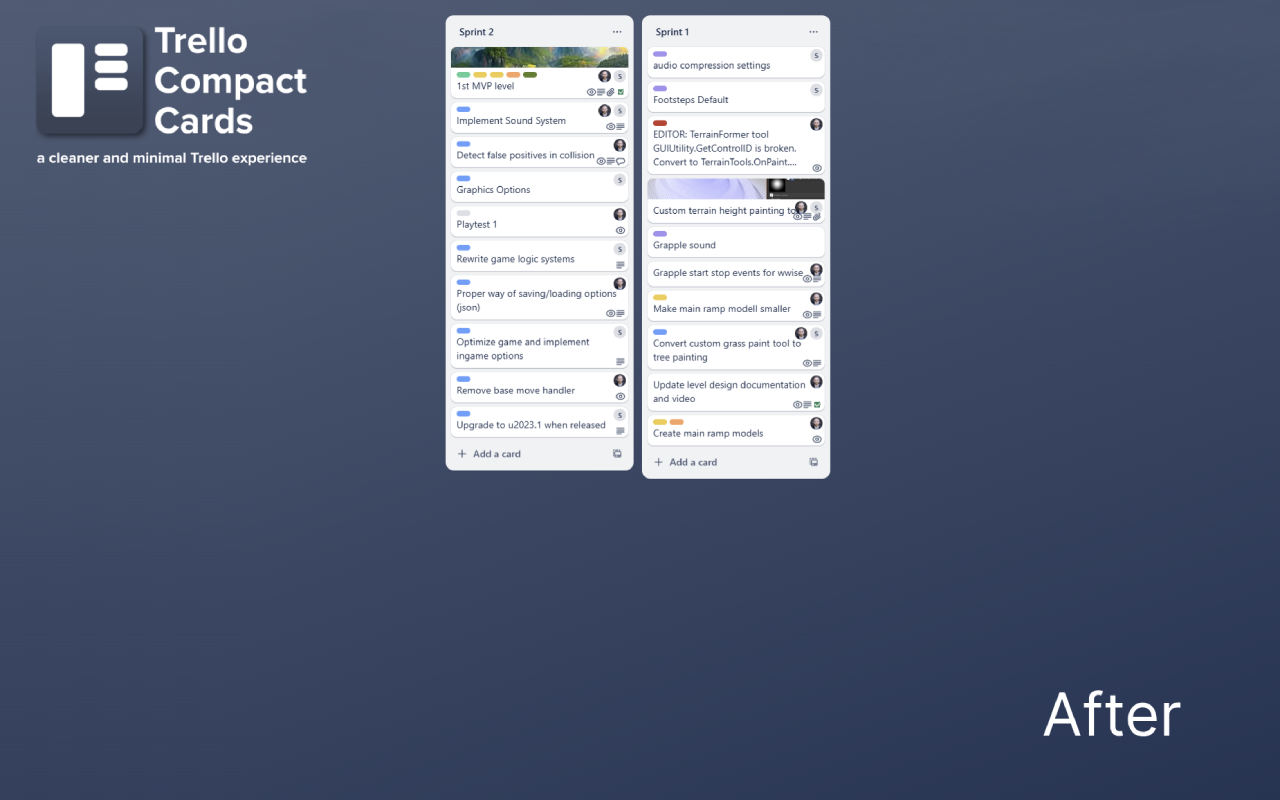 Trello
Compact
Cards
a cleaner and minimal Trello experience
Sprint 2
1st MVP level
S
Implement Sound System
S
Detect false positives in collision
Graphics Options
S
Playtest 1
Rewrite game logic systems
S
Proper way of saving/loading options
(json)
Optimize game and implement
ingame options
S
Remove base move handler
Upgrade to u2023.1 when released
S
Add a card
Sprint 1
audio compression settings
S
Footsteps Default
S
EDITOR: TerrainFormer tool
GUIUtility.GetControlID is broken.
Convert to TerrainTools.OnPaint....
Custom terrain height painting to
S
Grapple sound
Grapple start stop events for wwise
Make main ramp modell smaller
Convert custom grass paint tool to
tree painting
S
Update level design documentation
and video
Create main ramp models
Add a card
After